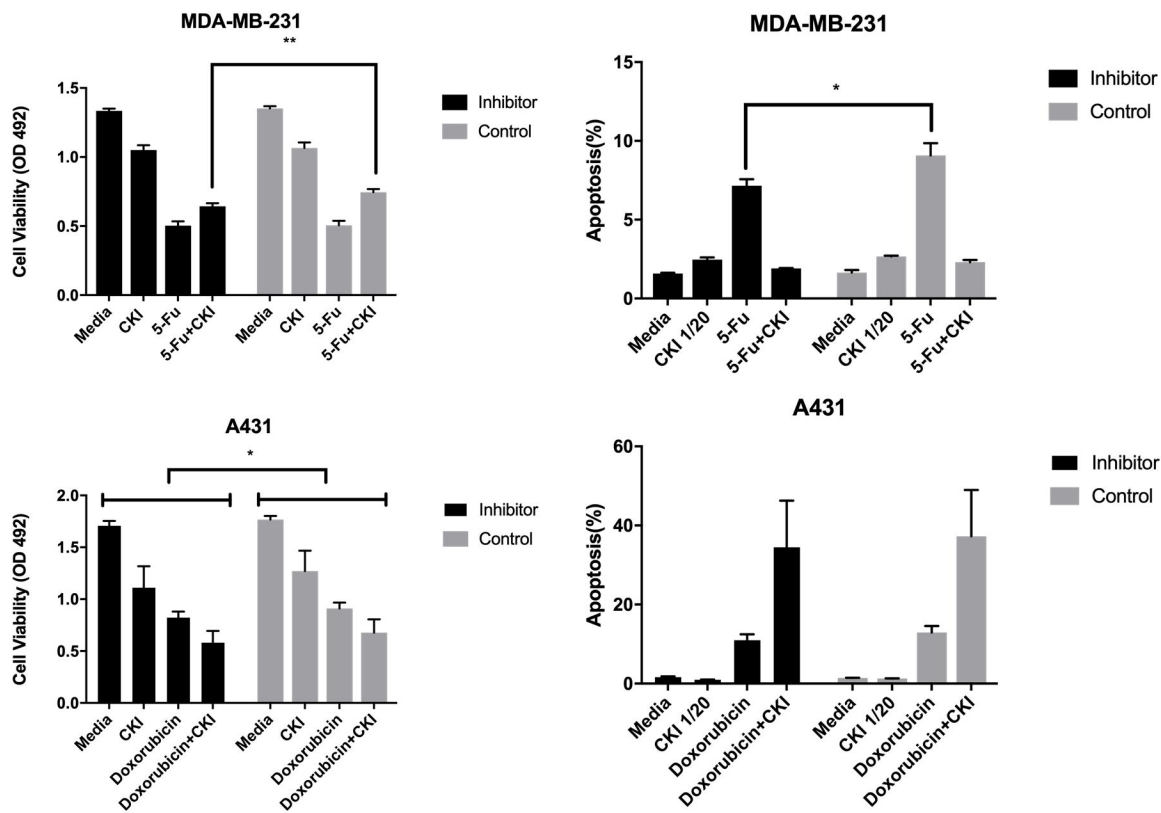 MDA-MB-231
**
1.5
1.0
0.5
0.0
Cell Viability (OD 492)
Media
CKI
5-Fu
5-Fu+CKI
Media
CKI
5-Fu
5-Fu+CKI
Inhibitor
Control
MDA-MB-231
*
15
10
5
0
Apoptosis(%)
Media
CKI 1/20
5-Fu
5-Fu+CKI
Media
CKI 1/20
5-Fu
5-Fu+CKI
Inhibitor
Control
A431
*
2.0
1.5
1.0
0.5
0.0
Cell Viability (OD 492)
Media
CKI
Doxorubicin
Doxorubicin+CKI
Media
CKI
Doxorubicin
Doxorubicin+CKI
Inhibitor
Control
A431
60
40
20
0
Apoptosis(%)
Media
CKI 1/20
Doxorubicin
Doxorubicin+CKI
Media
CKI 1/20
Doxorubicin
Doxorubicin+CKI
Inhibitor
Control